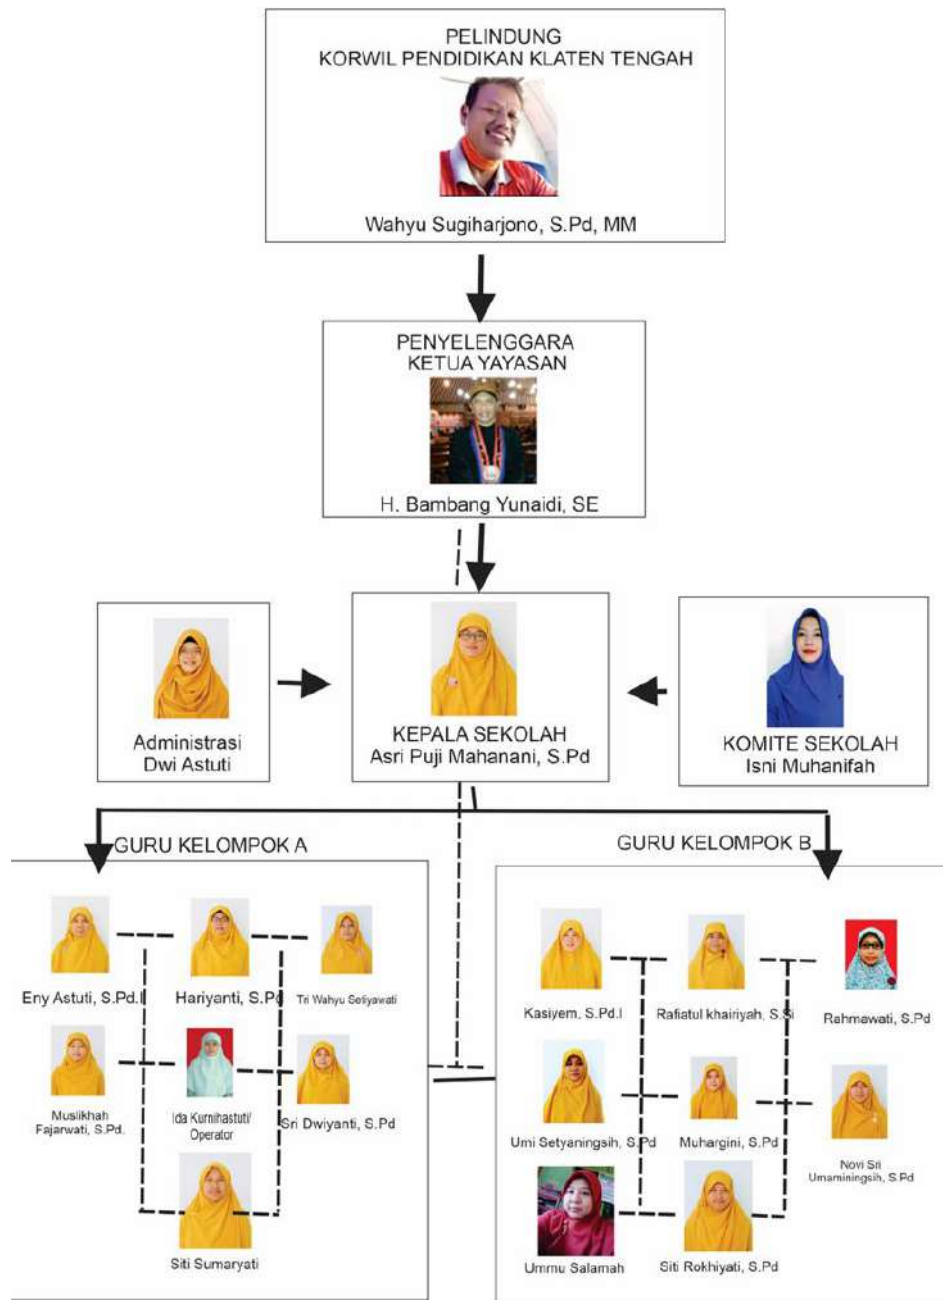 PELINDUNG
KORWIL PENDIDIKAN KLATEN TENGAH
Wahyu Sugiharjono, S.Pd, MM
PENYELENGGARA
KETUA YAYASAN
H. Bambang Yunaidi, SE
Administrasi
Dwi Astuti
KEPALA SEKOLAH
Asri Puji Mahanani, S.Pd
KOMITE SEKOLAH
Isni Muhanifah
GURU KELOMPOK A
Eny Astuti, S.Pd.I
Hariyanti, S.Pd
Tri Wahyu Setiyawati
Muslikhah
Fajarwati, S.Pd.
Ida Kurnihastuti/
Operator
Sri Dwiyanti, S.Pd
Siti Sumaryati
GURU KELOMPOK B
Kasiyem, S.Pd.I
Rafiatul khairiyah, S.Si
Rahmawati, S.Pd
Umi Setyaningsih, S.Pd
Muhargini, S.Pd
Novi Sri
Umaminingsih, S.Pd
Ummu Salamah
Siti Rokhiyati, S.Pd